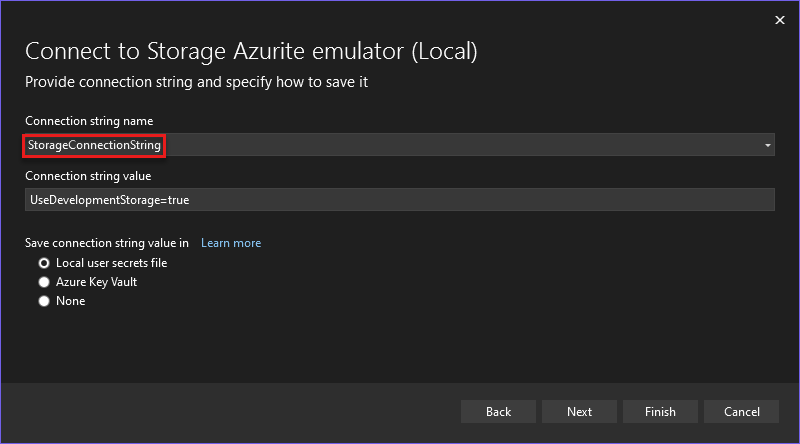 Connect to Storage Azurite emulator (Local)
Provide connection string and specify how to save it
Connection string name
StorageConnectionString
Connection string value
UseDevelopmentStorage=true
Save connection string value in Learn more
Local user secrets file
Azure Key Vault
None
Back Next Finish Cancel